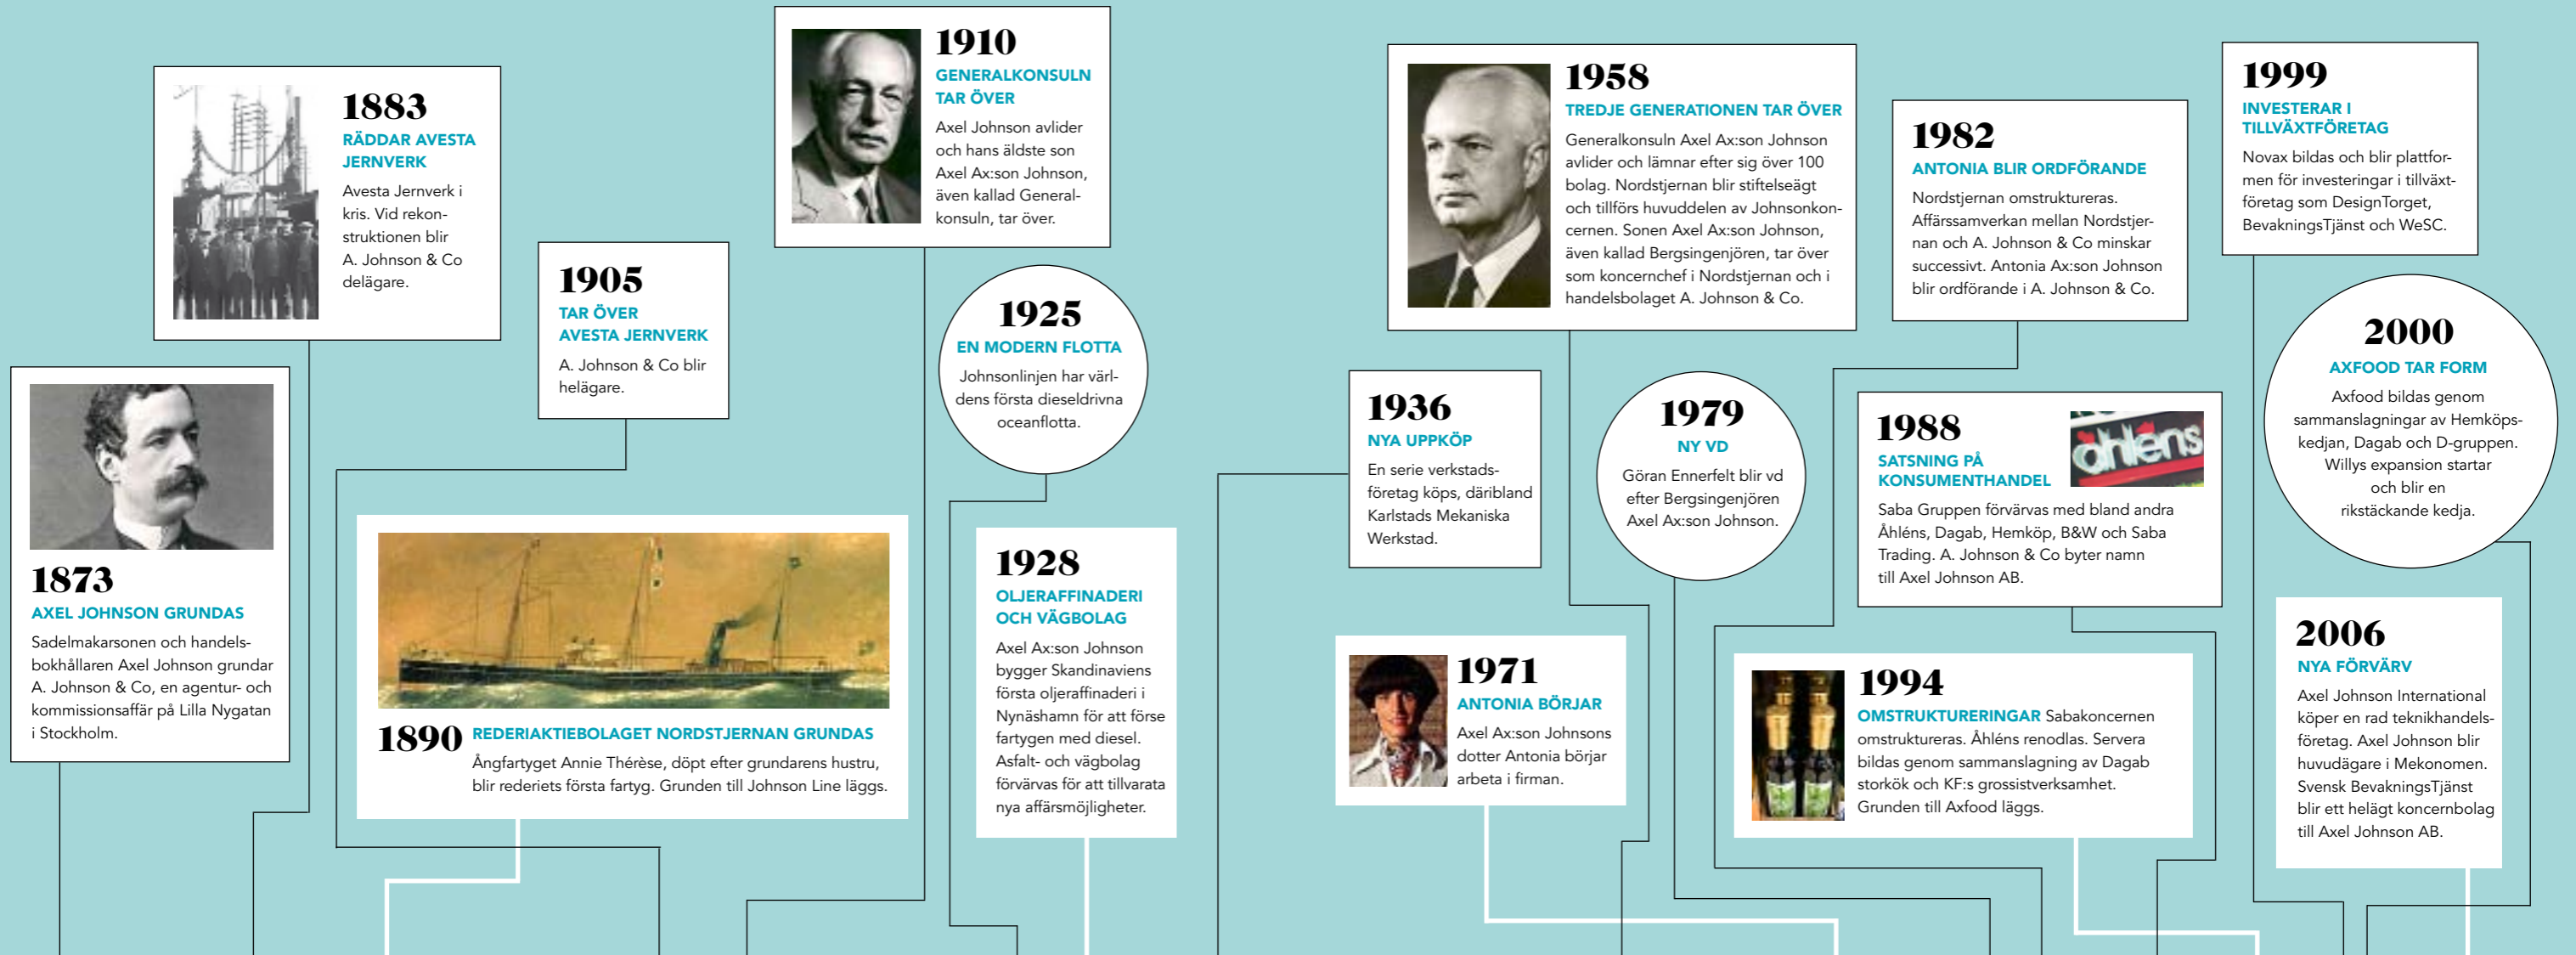 1873
AXEL JOHNSON GRUNDAS
Sadelmakarsonen och handels-
bokhållaren Axel Johnson grundar
A. Johnson & Co, en agentur- och
kommissionsaffär på Lilla Nygatan
i Stockholm.
1883
RÄDDAR AVESTA
JERNVERK
Avesta Jernverk i
kris. Vid rekon-
struktionen blir
A. Johnson & Co
delägare.
1890 REDERIAKTIEBOLAGET NORDSTJERNAN GRUNDAS
Ångfartyget Annie Thérèse, döpt efter grundarens hustru,
blir rederiets första fartyg. Grunden till Johnson Line läggs.
1905
TAR ÖVER
AVESTA JERNVERK
A. Johnson & Co blir
helägare.
1910
GENERALKONSULN
TAR ÖVER
Axel Johnson avlider
och hans äldste son
Axel Ax:son Johnson,
även kallad General-
konsuln, tar över.
1925
EN MODERN FLOTTA
Johnsonlinjen har värl-
dens första dieseldrivna
oceanflotta.
1928
OLJERAFFINADERI
OCH VÄGBOLAG
Axel Ax:son Johnson
bygger Skandinaviens
första oljeraffinaderi i
Nynäshamn för att förse
fartygen med diesel.
Asfalt- och vägbolag
förvärvas för att tillvarata
nya affärsmöjligheter.
1936
NYA UPPKÖP
En serie verkstads-
företag köps, däribland
Karlstads Mekaniska
Werkstad.
1958
TREDJE GENERATIONEN TAR ÖVER
Generalkonsuln Axel Ax:son Johnson
avlider och lämnar efter sig över 100
bolag. Nordstjernan blir stiftelseägt
och tillförs huvuddelen av Johnsonkon-
cernen. Sonen Axel Ax:son Johnson,
även kallad Bergsingenjören, tar över
som koncernchef i Nordstjernan och i
handelsbolaget A. Johnson & Co.
1971
ANTONIA BÖRJAR
Axel Ax:son Johnsons
dotter Antonia börjar
arbeta i firman.
1979
NY VD
Göran Ennerfelt blir vd
efter Bergsingenjören
Axel Ax:son Johnson.
1982
ANTONIA BLIR ORDFÖRANDE
Nordstjernan omstruktureras.
Affärssamverkan mellan Nordstjer-
nan och A. Johnson & Co minskar
successivt. Antonia Ax:son Johnson
blir ordförande i A. Johnson & Co.
1988
SATSNING PÅ
KONSUMENTHANDEL
åhléns
Saba Gruppen förvärvas med bland andra
Åhléns, Dagab, Hemköp, B&W och Saba
Trading. A. Johnson & Co byter namn
till Axel Johnson AB.
1994
OMSTRUKTURERINGAR Sabakoncernen
omstruktureras. Åhléns renodlas. Servera
bildas genom sammanslagning av Dagab
storkök och KF:s grossistverksamhet.
Grunden till Axfood läggs.
1999
INVESTERAR I
TILLVÄXTFÖRETAG
Novax bildas och blir plattfor-
men för investeringar i tillväxt-
företag som DesignTorget,
BevakningsTjänst och WeSC.
2000
AXFOOD TAR FORM
Axfood bildas genom
sammanslagningar av Hemköps-
kedjan, Dagab och D-gruppen.
Willys expansion startar
och blir en
rikstäckande kedja.
2006
NYA FÖRVÄRV
Axel Johnson International
köper en rad teknikhandels-
företag. Axel Johnson blir
huvudägare i Mekonomen.
Svensk BevakningsTjänst
blir ett helägt koncernbolag
till Axel Johnson AB.